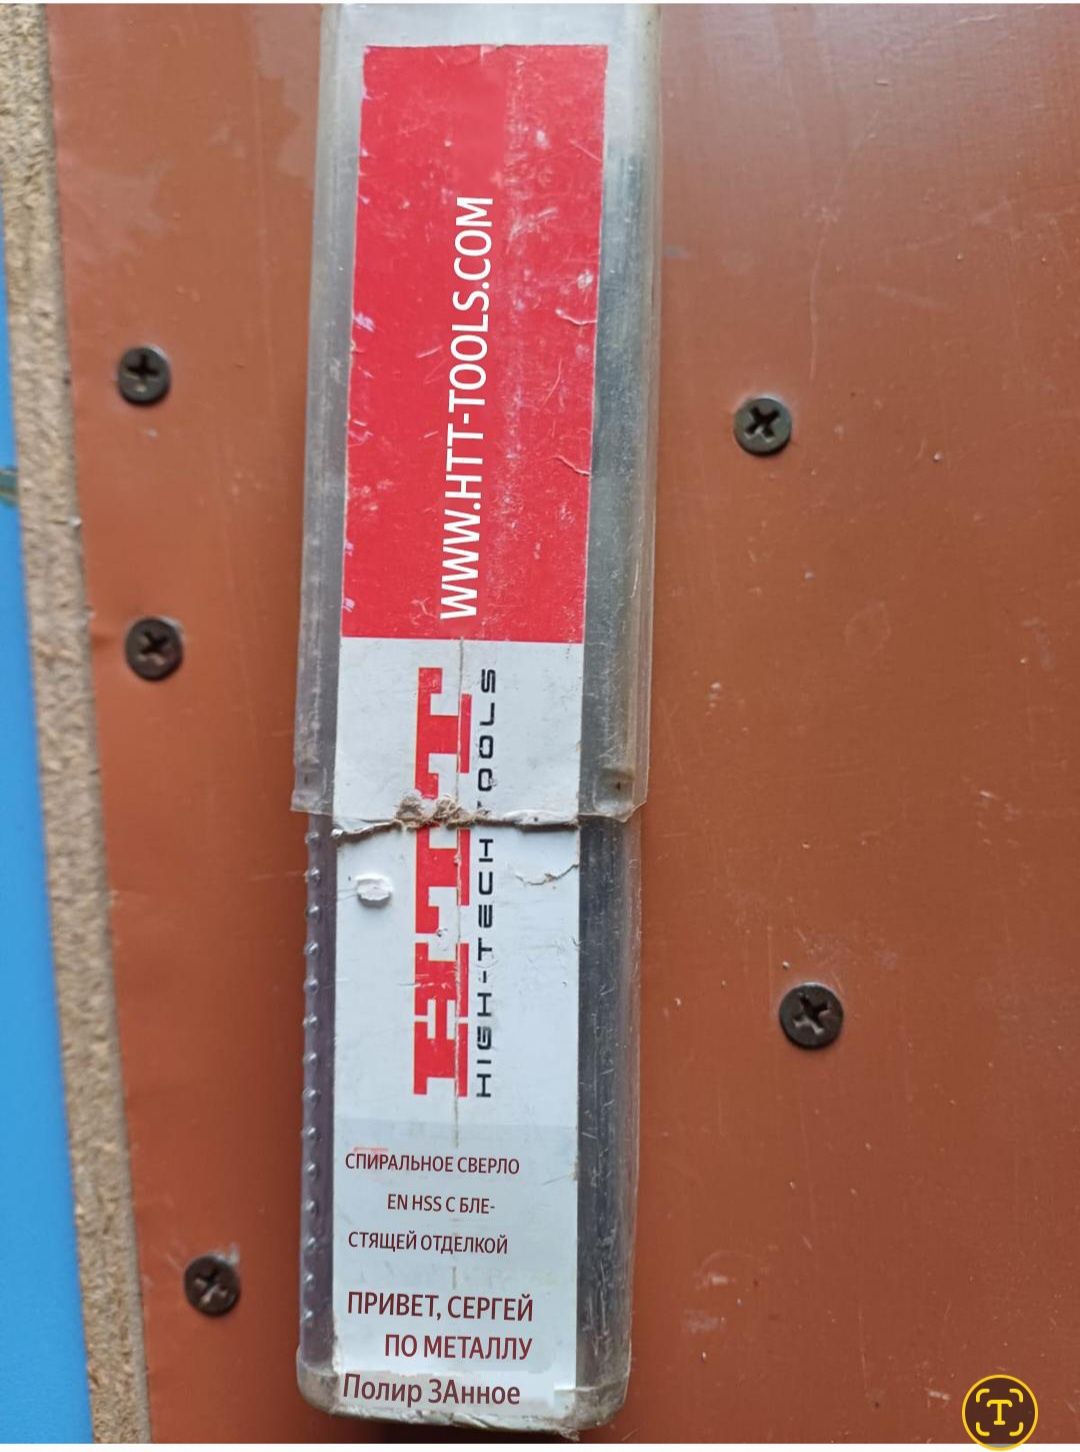 WWW.HTT-TOOLS.COM
HTT
HIGH-TECH TOOLS
СПИРАЛЬНОЕ СВЕРЛО
EN HSS С БЛЕ-
СТЯЩЕЙ ОТДЕЛКОЙ
ПРИВЕТ, СЕРГЕЙ
ПО МЕТАЛЛУ
Полир ЗАнное